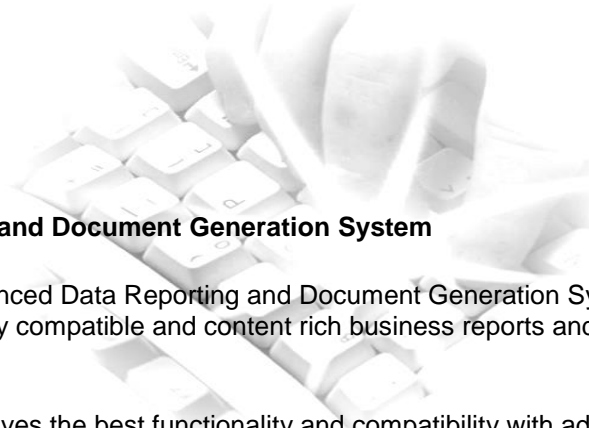 and Document Generation System
nced Data Reporting and Document Generation Sy
y compatible and content rich business reports and
ves the best functionality and compatibility with ad